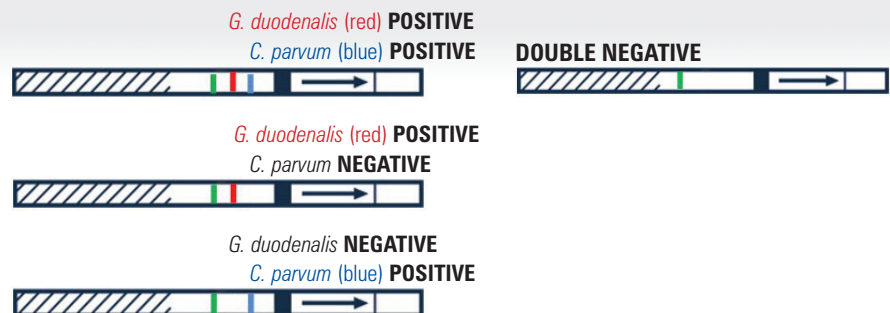 G. duodenalis (red) POSITIVE
C. parvum (blue) POSITIVE
DOUBLE NEGATIVE
G. duodenalis (red) POSITIVE
C. parvum NEGATIVE
G. duodenalis NEGATIVE
C. parvum (blue) POSITIVE